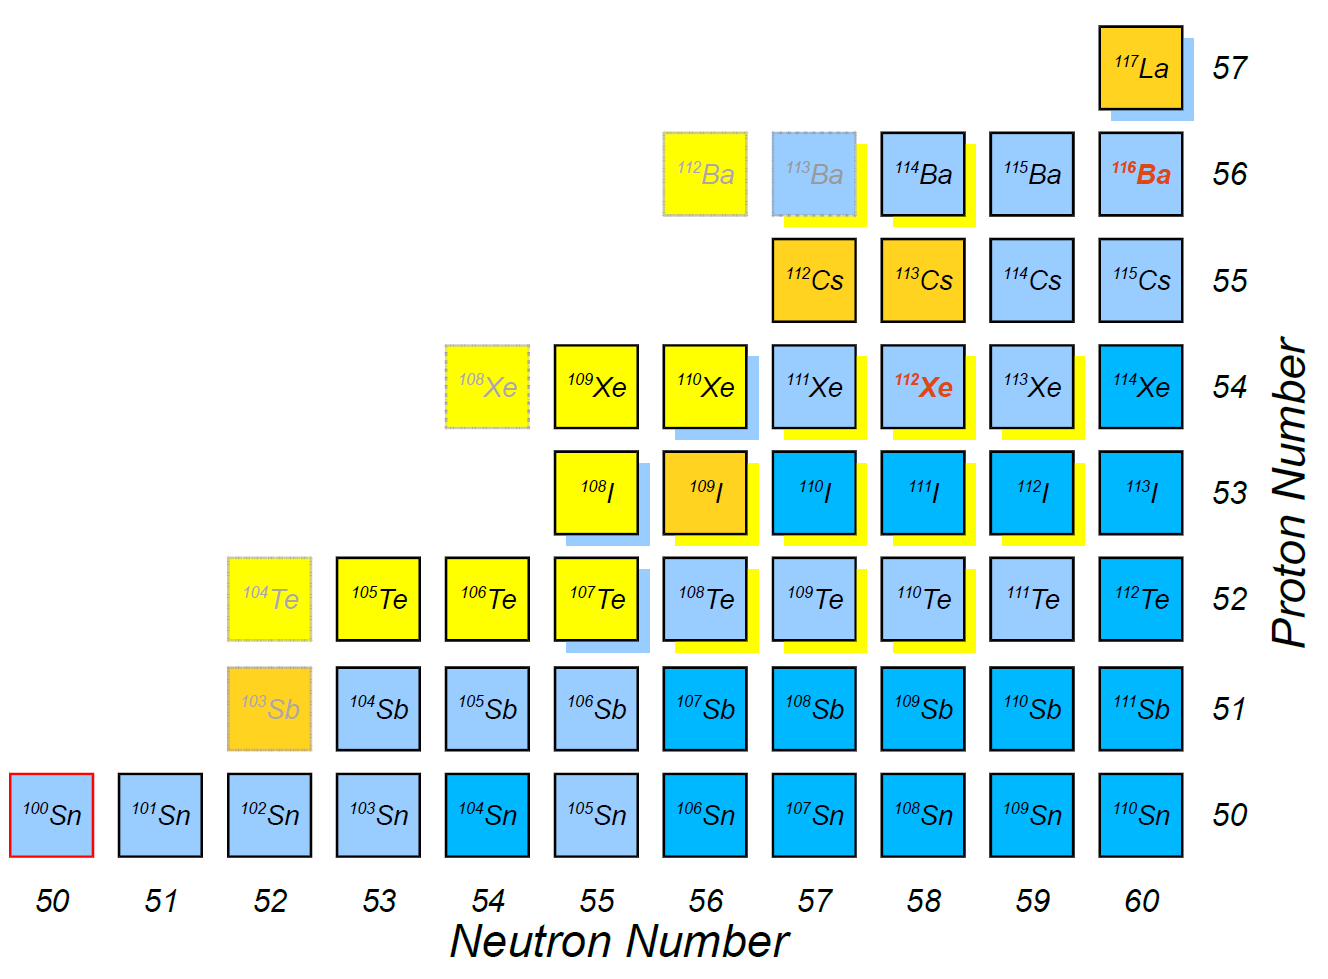 ¹¹⁷La 57
¹¹²Ba ¹¹³Ba ¹¹⁴Ba ¹¹⁵Ba ¹¹⁶Ba 56
¹¹²Cs ¹¹³Cs ¹¹⁴Cs ¹¹⁵Cs 55
¹⁰⁸Xe ¹⁰⁹Xe ¹¹⁰Xe ¹¹¹Xe ¹¹²Xe ¹¹³Xe ¹¹⁴Xe 54
¹⁰⁸I ¹⁰⁹I ¹¹⁰I ¹¹¹I ¹¹²I ¹¹³I 53
¹⁰⁴Te ¹⁰⁵Te ¹⁰⁶Te ¹⁰⁷Te ¹⁰⁸Te ¹⁰⁹Te ¹¹⁰Te ¹¹¹Te ¹¹²Te 52
¹⁰³Sb ¹⁰⁴Sb ¹⁰⁵Sb ¹⁰⁶Sb ¹⁰⁷Sb ¹⁰⁸Sb ¹⁰⁹Sb ¹¹⁰Sb ¹¹¹Sb 51
¹⁰⁰Sn ¹⁰¹Sn ¹⁰²Sn ¹⁰³Sn ¹⁰⁴Sn ¹⁰⁵Sn ¹⁰⁶Sn ¹⁰⁷Sn ¹⁰⁸Sn ¹⁰⁹Sn ¹¹⁰Sn 50
50 51 52 53 54 55 56 57 58 59 60
Neutron Number
Proton Number